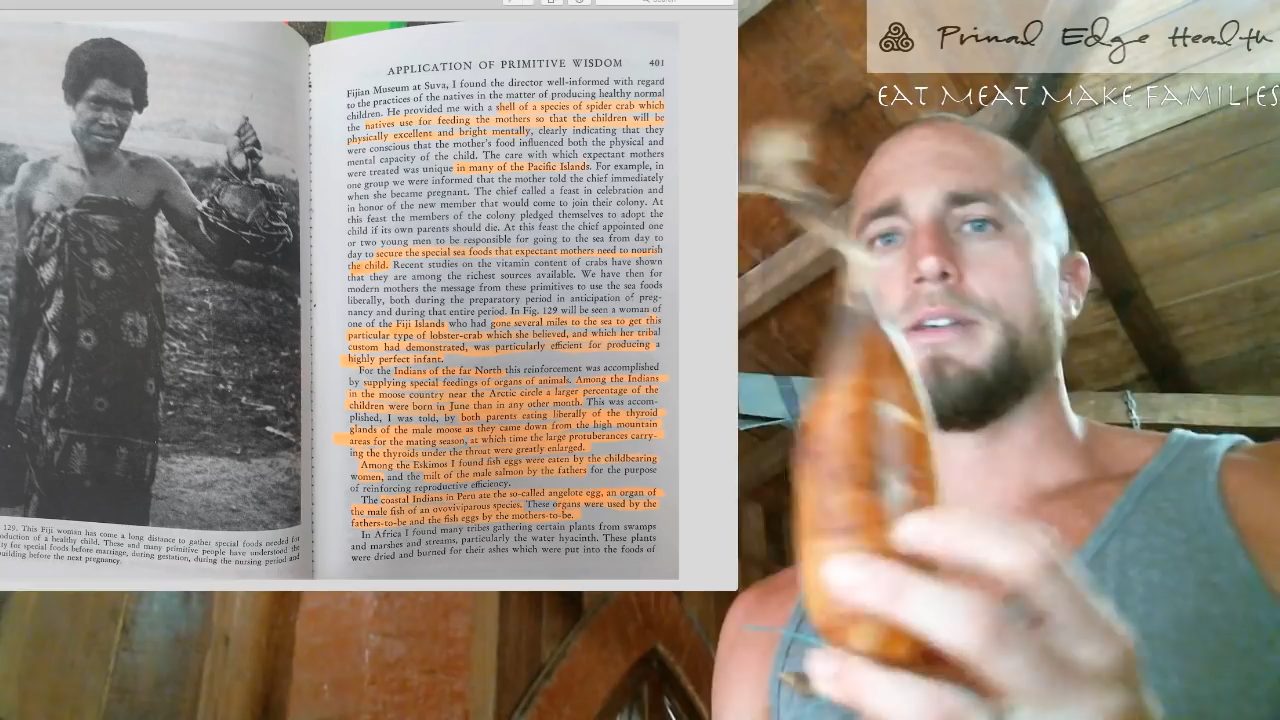 Search
Primal Edge Health
EAT MEAT MAKE FAMILIES
APPLICATION OF PRIMITIVE WISDOM 401
Fijian Museum at Suva, I found the director well-informed with regard
to the practices of the natives in the matter of producing healthy normal
children. He provided me with a shell of a species of spider crab which
the natives use for feeding the mothers so that the children will be
physically excellent and bright mentally, clearly indicating that they
were conscious that the mother's food influenced both the physical and
mental capacity of the child. The care with which expectant mothers
were treated was unique in many of the Pacific Islands. For example, in
one group we were informed that the mother told the chief immediately
when she became pregnant. The chief called a feast in celebration and
in honor of the new member that would come to join their colony. At
this feast the members of the colony pledged themselves to adopt the
child if its own parents should die. At this feast the chief appointed one
or two young men to be responsible for going to the sea from day to
day to secure the special sea foods that expectant mothers need to nourish
the child. Recent studies on the vitamin content of crabs have shown
that they are among the richest sources available. We have then for
modern mothers the message from these primitives to use the sea foods
liberally, both during the preparatory period in anticipation of preg-
nancy and during that entire period. In Fig. 129 will be seen a woman of
one of the Fiji Islands who had gone several miles to the sea to get this
particular type of lobster-crab which she believed, and which her tribal
custom had demonstrated, was particularly efficient for producing a
highly perfect infant.
For the Indians of the far North this reinforcement was accomplished
by supplying special feedings of organs of animals. Among the Indians
in the moose country near the Arctic circle a larger percentage of the
children were born in June than in any other month. This was accom-
plished, I was told, by both parents eating liberally of the thyroid
glands of the male moose as they came down from the high mountain
areas for the mating season, at which time the large protuberances carry-
ing the thyroids under the throat were greatly enlarged.
Among the Eskimos I found fish eggs were eaten by the childbearing
women, and the milt of the male salmon by the fathers for the purpose
of reinforcing reproductive efficiency.
The coastal Indians in Peru ate the so-called angelote egg, an organ of
the male fish of an ovoviviparous species. These organs were used by the
fathers-to-be and the fish eggs by the mothers-to-be.
In Africa I found many tribes gathering certain plants from swamps
and marshes and streams, particularly the water hyacinth. These plants
were dried and burned for their ashes which were put into the foods of
129. This Fiji woman has come a long distance to gather special foods needed for
oduction of a healthy child. These and many primitive people have understood the
ty for special foods before marriage, during gestation, during the nursing period and
building before the next pregnancy.